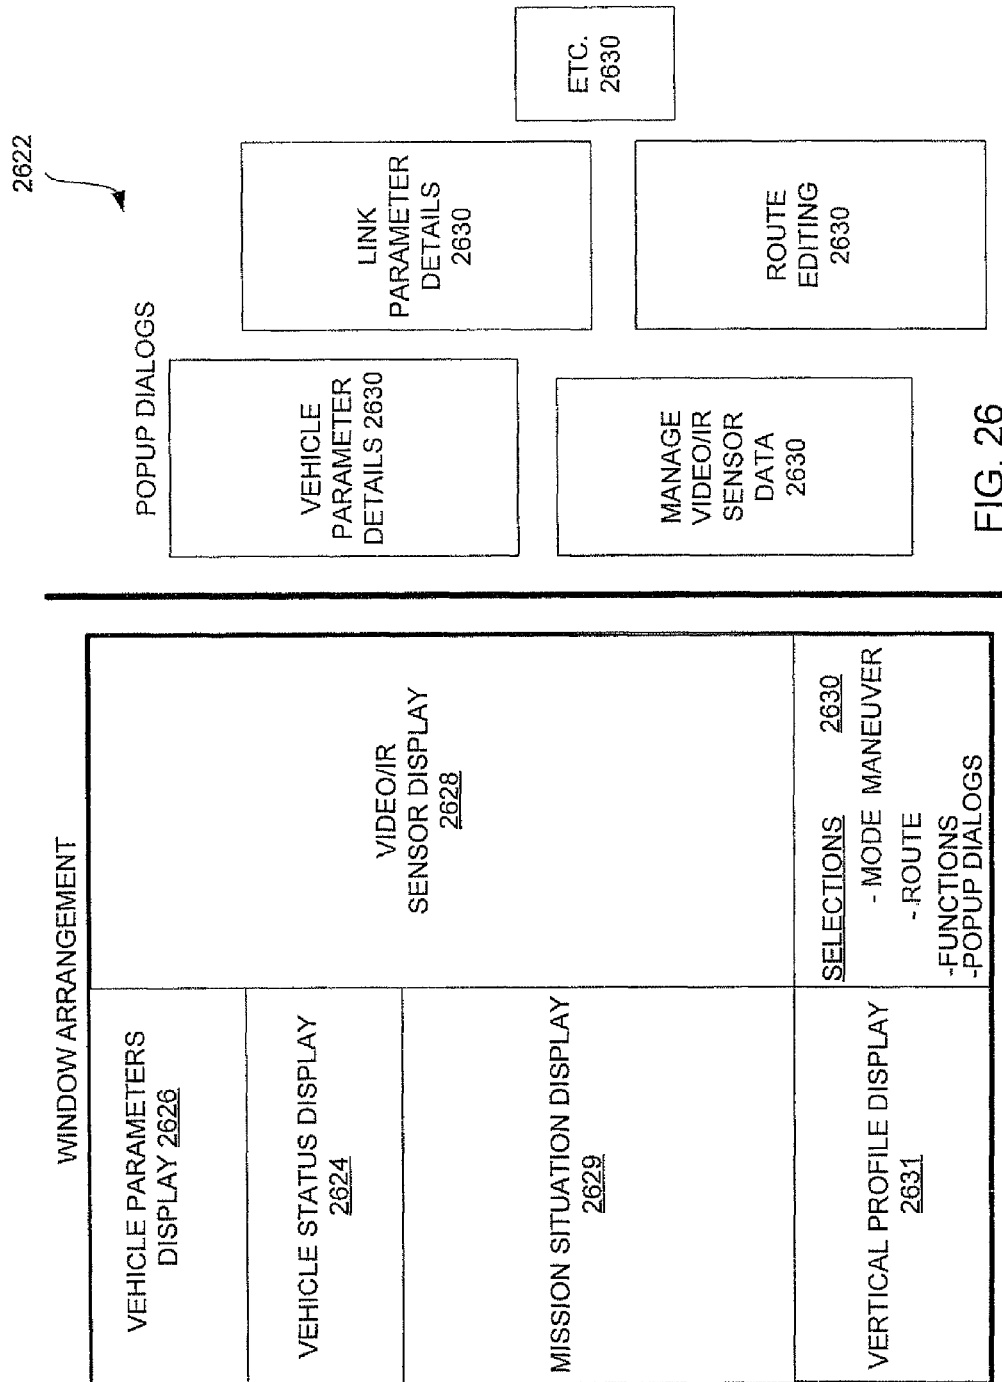 WINDOW ARRANGEMENT
VEHICLE PARAMETERS
DISPLAY 2626
VEHICLE STATUS DISPLAY
2624
MISSION SITUATION DISPLAY
2629
VERTICAL PROFILE DISPLAY
2631
VIDEO/IR
SENSOR DISPLAY
2628
SELECTIONS 2630
- MODE MANEUVER
- ROUTE
-FUNCTIONS
-POPUP DIALOGS
2622
POPUP DIALOGS
VEHICLE
PARAMETER
DETAILS 2630
LINK
PARAMETER
DETAILS
2630
ETC.
2630
MANAGE
VIDEO/IR
SENSOR
DATA
2630
ROUTE
EDITING
2630
FIG. 26